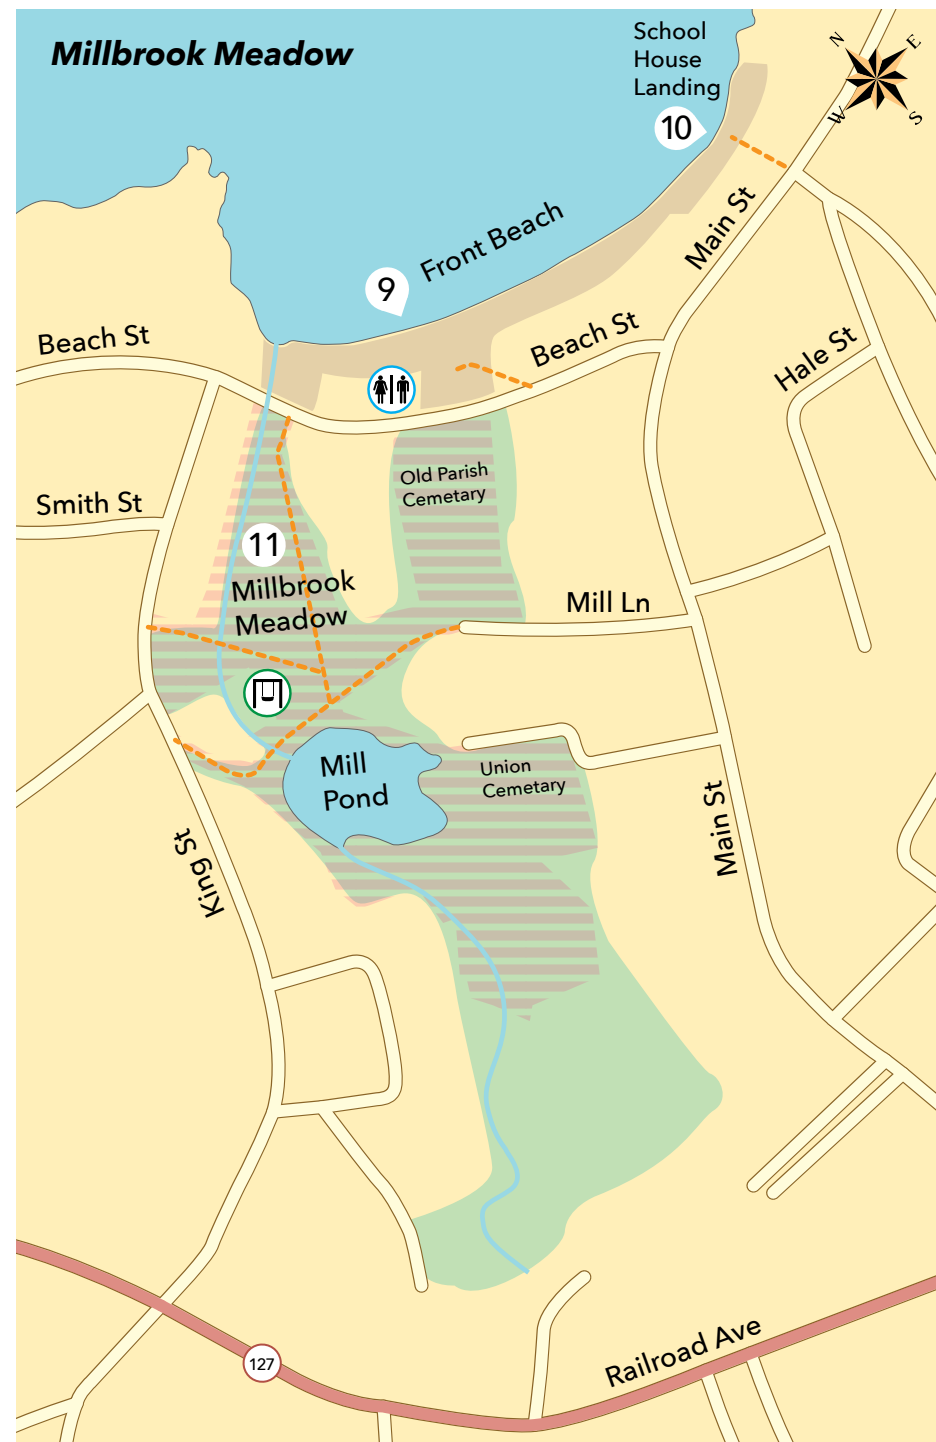 Millbrook Meadow
School
House
Landing
10
N
E
W
S
Main St
Front Beach
9
Beach St
Beach St
Hale St
Old Parish
Cemetary
Smith St
11
Millbrook
Meadow
Mill Ln
Mill
Pond
Union
Cemetary
Main St
King St
Railroad Ave
127